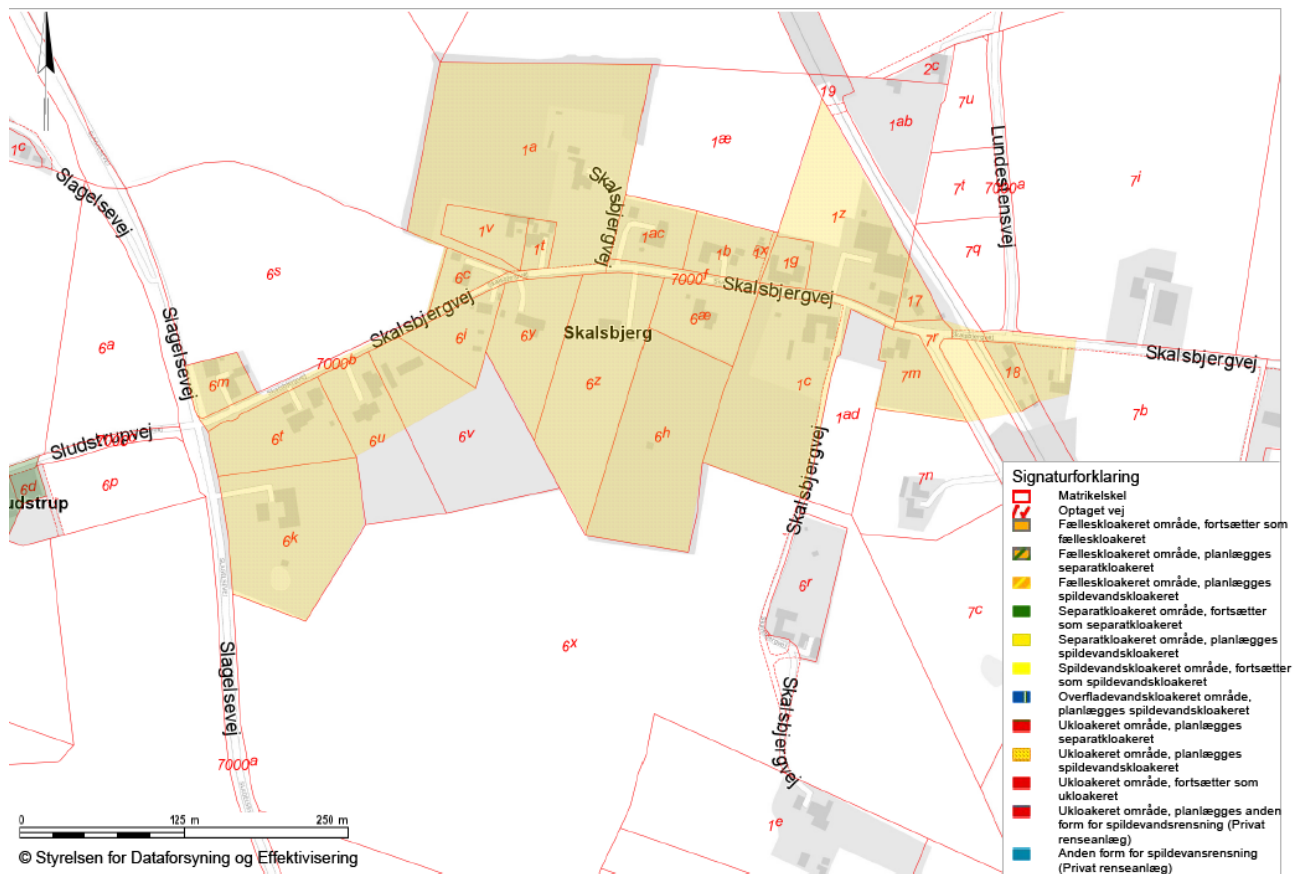 2c
19
7u
1ab
1a
1æ
1c
Slagelsevej
Lundestensvej
7t
7000a
7i
Skalsbjergvej
1z
1v
1ac
1t
1b
1x
1g
7q
6s
6c
7000f
Skalsbjergvej
17
Slagelsevej
Skalsbjergvej
6i
6y
Skalsbjerg
6æ
7r
Skalsbjergvej
6a
7000b
6m
6z
1c
7m
18
7b
1ad
Sludstrupvej
6t
6u
6v
6h
6d
6p
udstrup
7n
6k
Skalsbjergvej
6r
7c
6x
Slagelsevej
Skalsbjergvej
7000a
1e
Signaturforklaring
Matrikelskel
Optaget vej
Fælleskloakeret område, fortsætter som
fælleskloakeret
Fælleskloakeret område, planlægges
separatkloakeret
Fælleskloakeret område, planlægges
spildevandskloakeret
Separatkloakeret område, fortsætter
som separatkloakeret
Separatkloakeret område, planlægges
spildevandskloakeret
Spildevandskloakeret område, fortsætter
som spildevandskloakeret
Overfladevandskloakeret område,
planlægges spildevandskloakeret
Ukloakeret område, planlægges
separatkloakeret
Ukloakeret område, planlægges
spildevandskloakeret
Ukloakeret område, fortsætter som
ukloakeret
Ukloakeret område, planlægges anden
form for spildevandsrensning (Privat
renseanlæg)
Anden form for spildevansrensning
(Privat renseanlæg)
0 125 m 250 m
© Styrelsen for Dataforsyning og Effektivisering